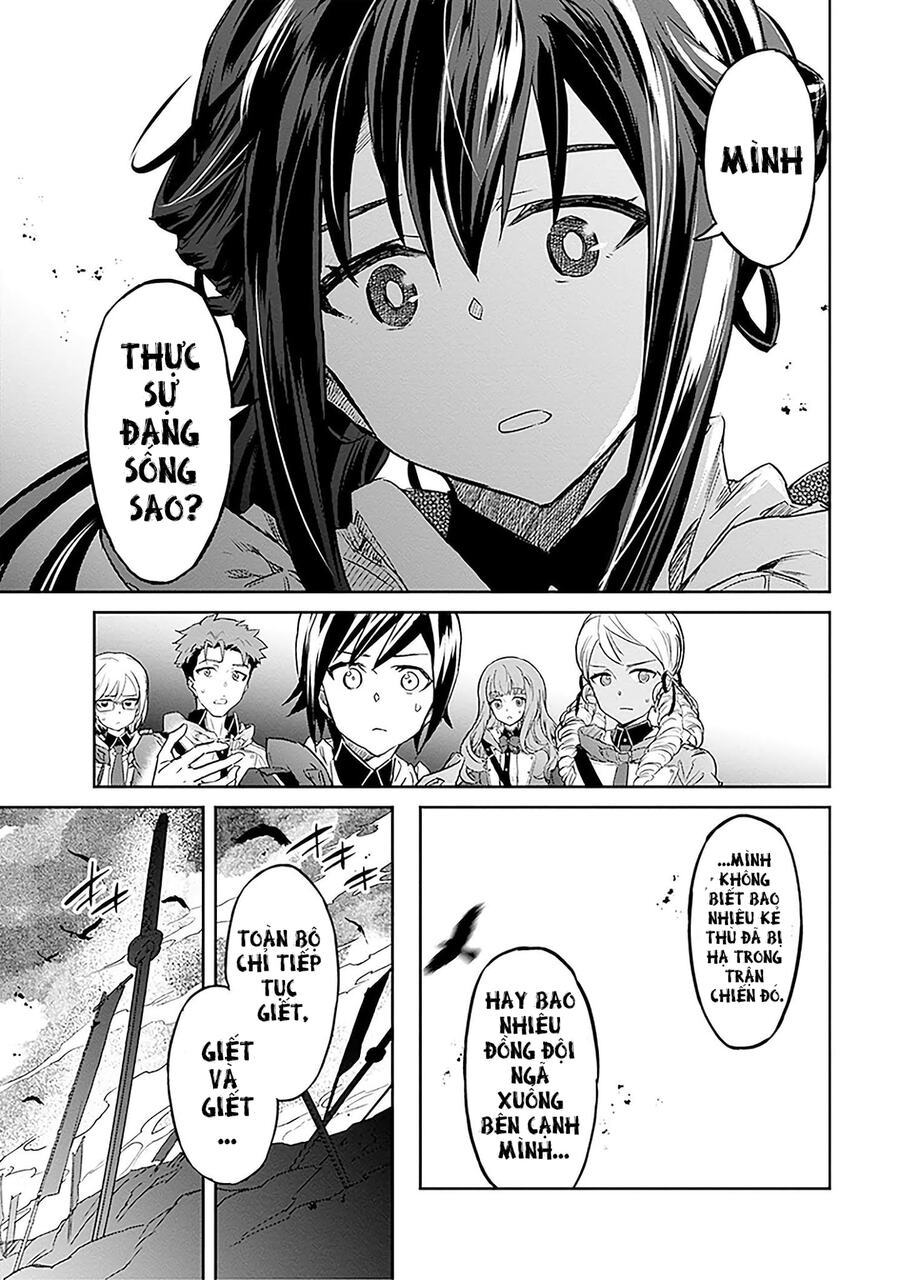 MÌNH
THỰC
SỰ
ĐANG
SỐNG
SAO?
...MÌNH
KHÔNG
BIẾT BAO
NHIÊU KẺ
THÙ ĐÃ BỊ
HẠ TRONG
TRẬN
CHIẾN ĐÓ.
HAY BAO
NHIÊU
ĐỒNG ĐỘI
NGÃ
XUỐNG
BÊN CẠNH
MÌNH...
TOÀN BỘ
CHỈ TIẾP
TỤC
GIẾT,
GIẾT
VÀ
GIẾT
...